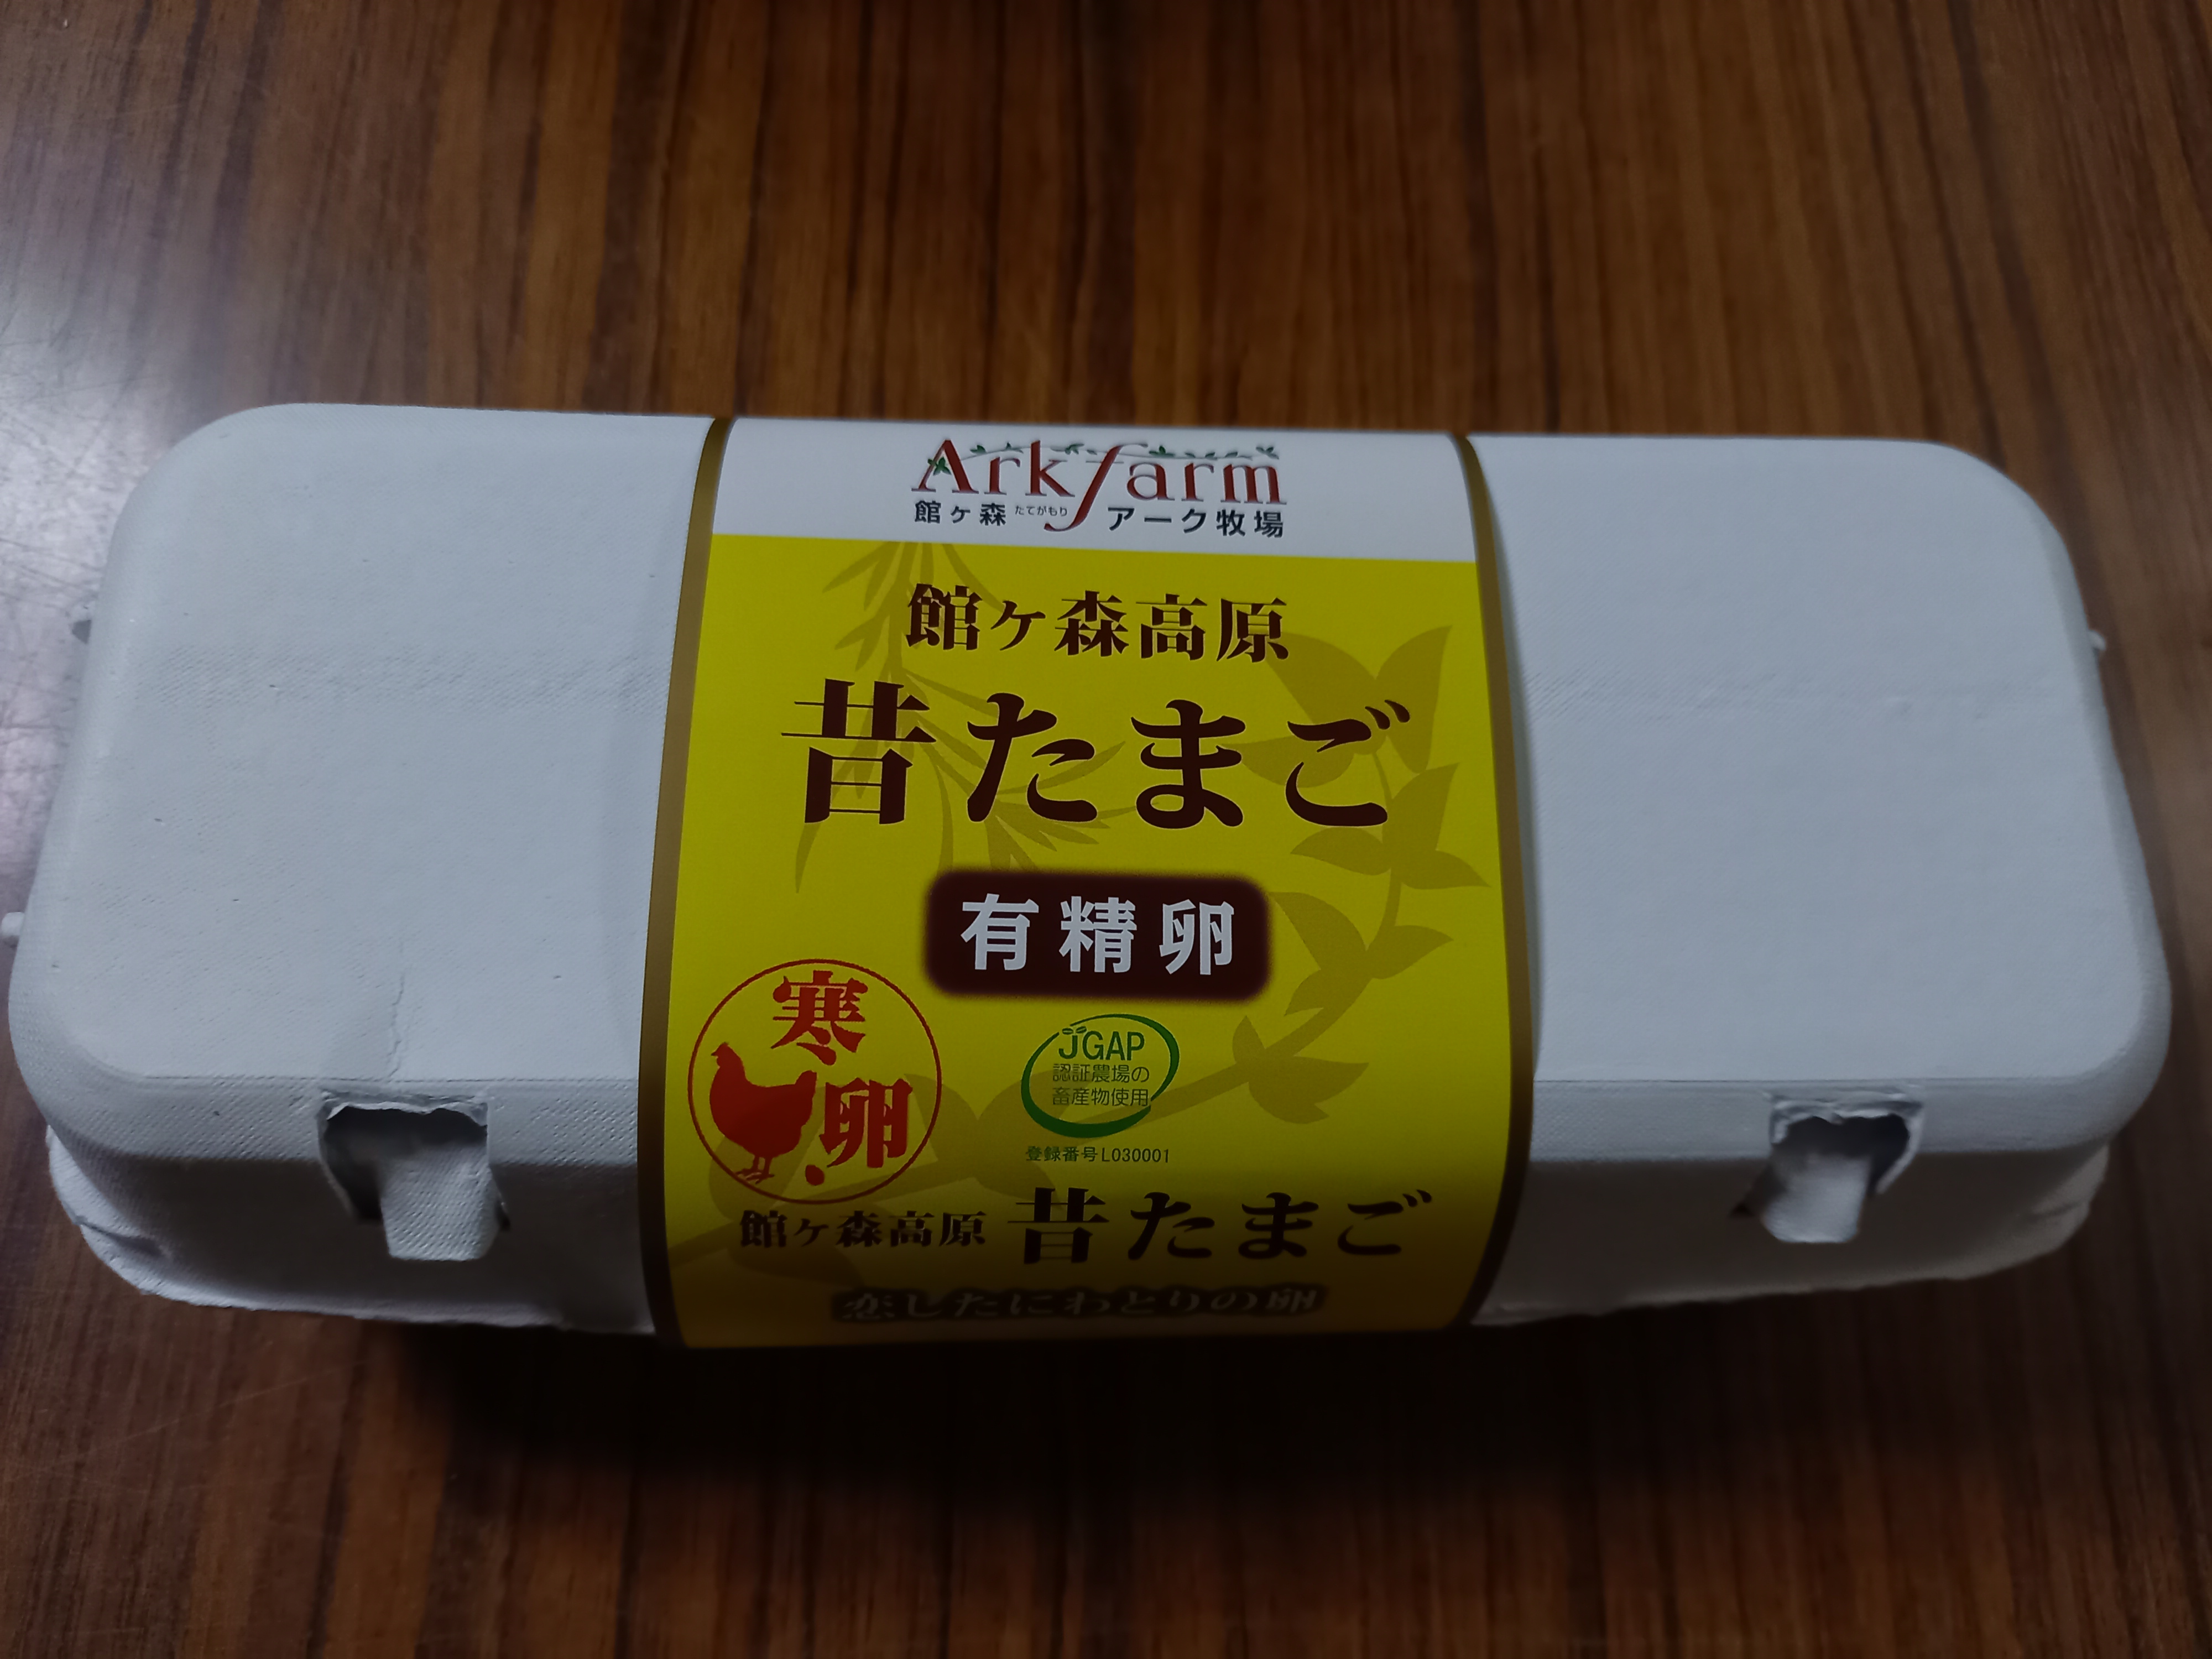 Arkfarm
館ヶ森 たてがもり アーク牧場
館ヶ森高原
昔たまご
有精卵
寒
卵
JGAP
認証農場の
畜産物使用
登録番号L030001
館ヶ森高原 昔たまご
恋したにわとりの卵